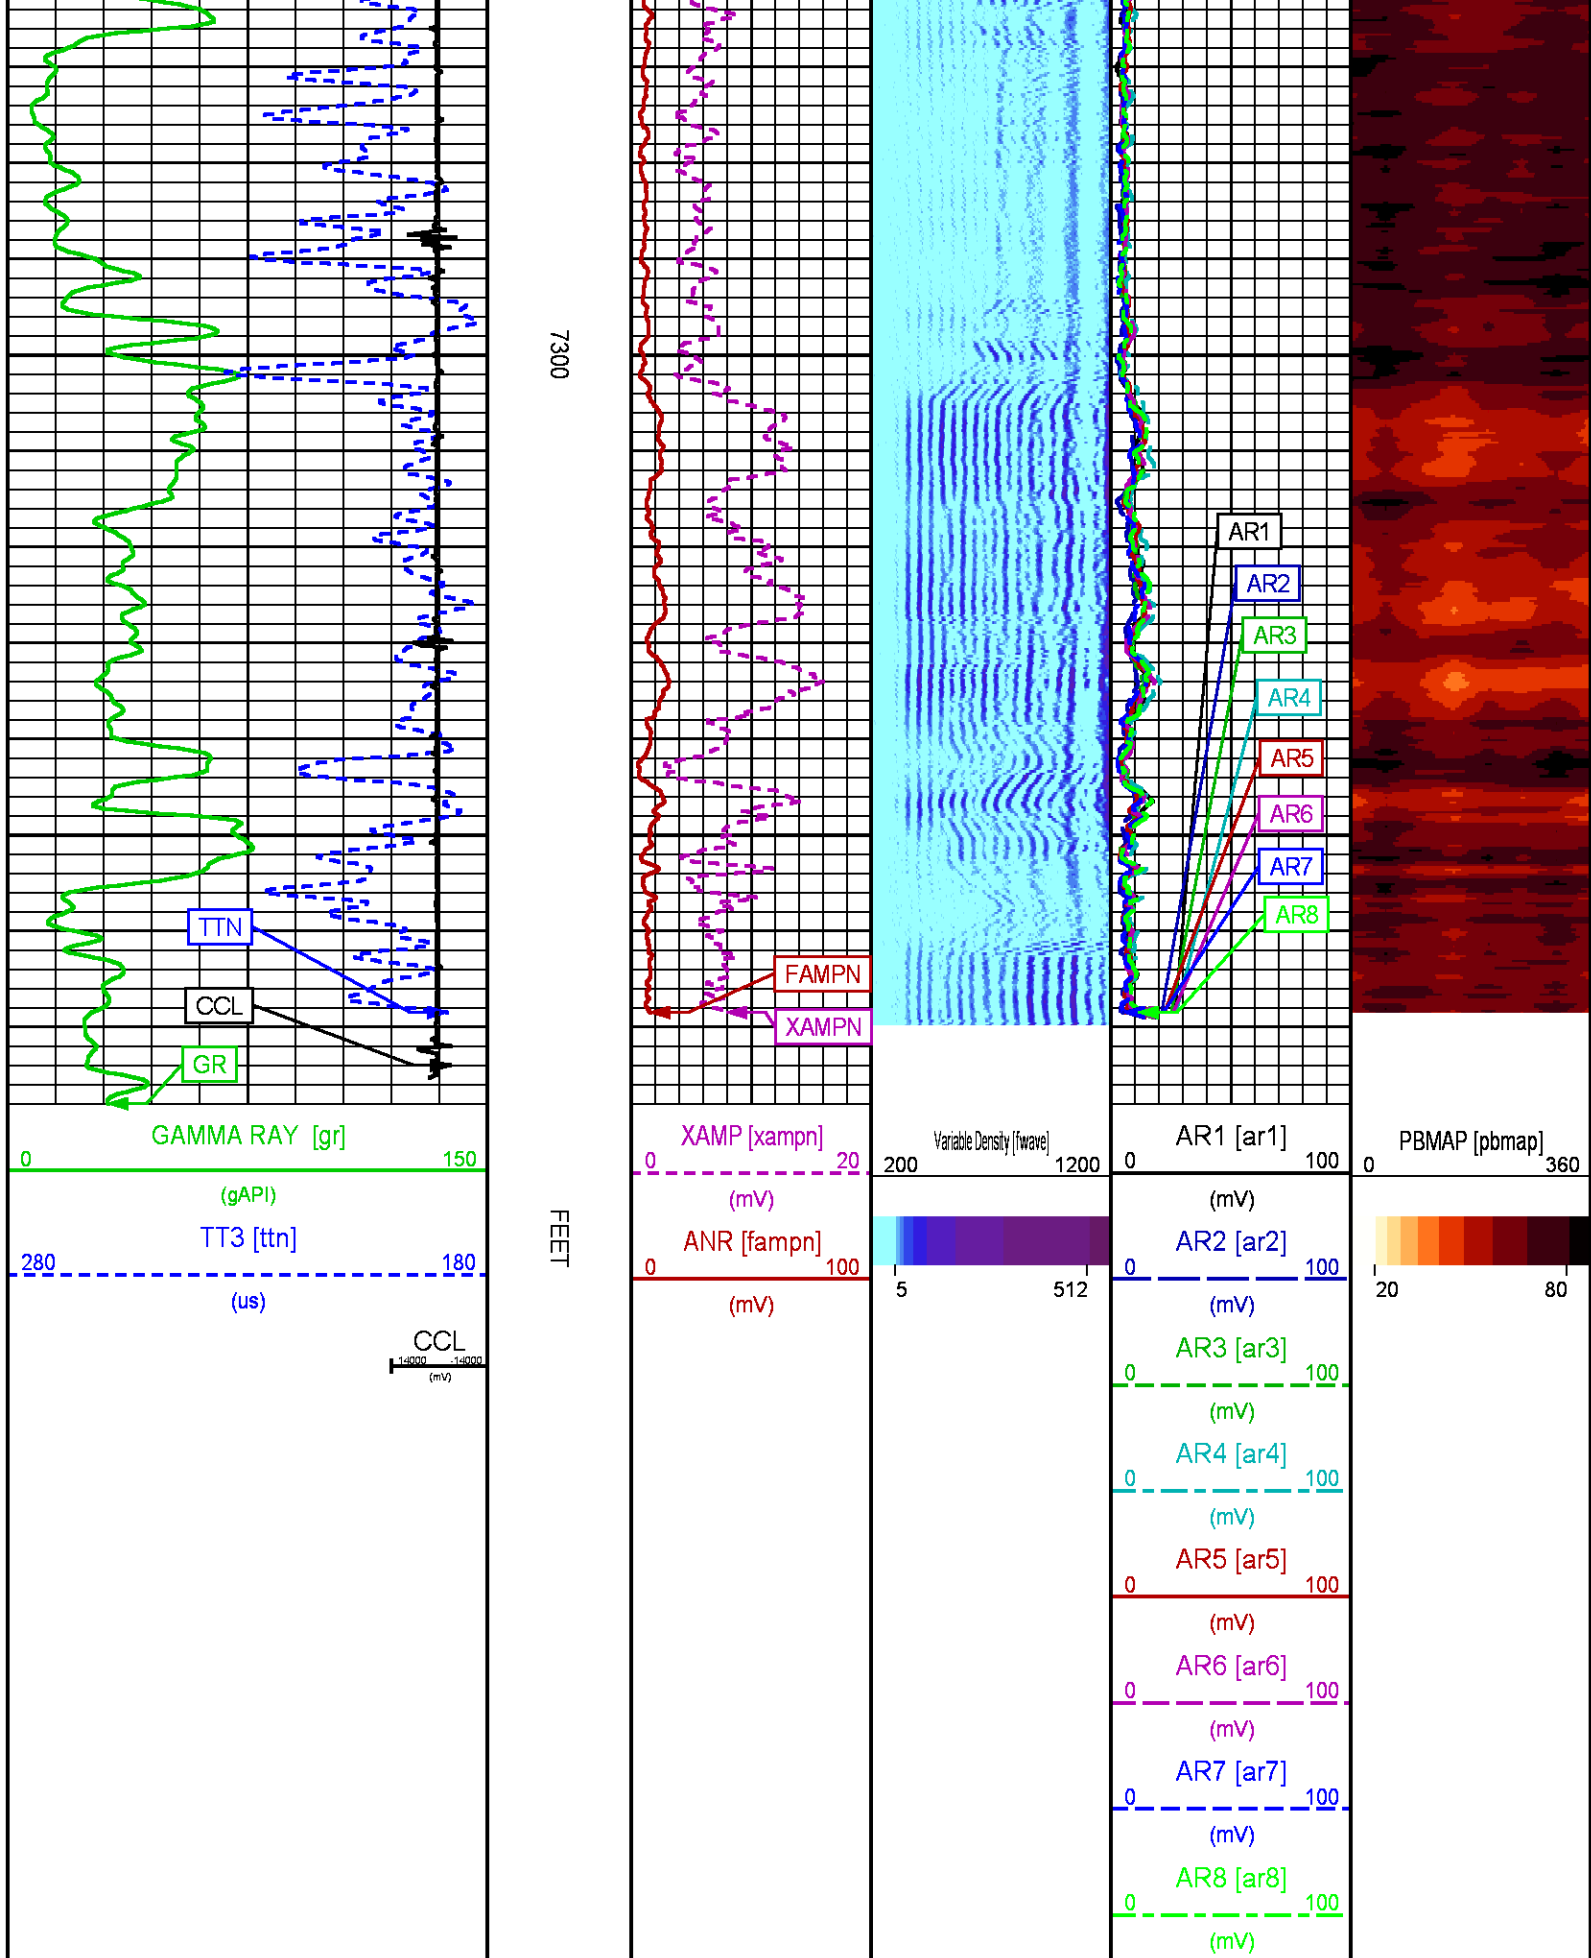 7300
AR1
AR2
AR3
AR4
AR5
AR6
AR7
AR8
TTN
CCL
GR
FAMPN
XAMPN
GAMMA RAY [gr]
0 150
(gAPI)
TT3 [ttn]
280 180
(us)
CCL
14000 -14000
(mV)
FEET
XAMP [xampn]
0 20
(mV)
ANR [fampn]
0 100
(mV)
Variable Density [fwave]
200 1200
5 512
AR1 [ar1]
0 100
(mV)
AR2 [ar2]
0 100
(mV)
AR3 [ar3]
0 100
(mV)
AR4 [ar4]
0 100
(mV)
AR5 [ar5]
0 100
(mV)
AR6 [ar6]
0 100
(mV)
AR7 [ar7]
0 100
(mV)
AR8 [ar8]
0 100
(mV)
PBMAP [pbmap]
0 360
20 80